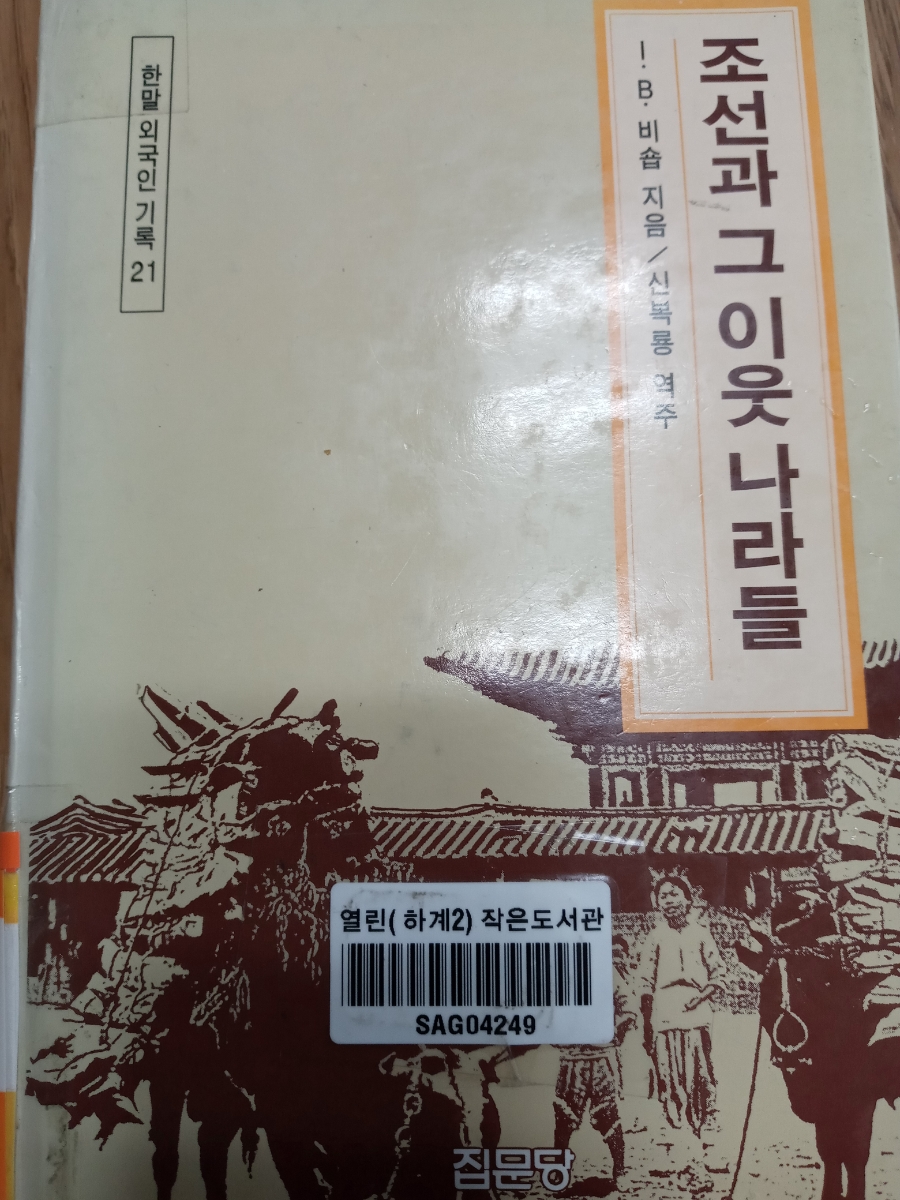 한말 외국인 기록 21
조선과 그 이웃 나라들
I. B. 비숍 지음 / 신복룡 역주
열린( 하계2) 작은도서관
SAG04249
집문당